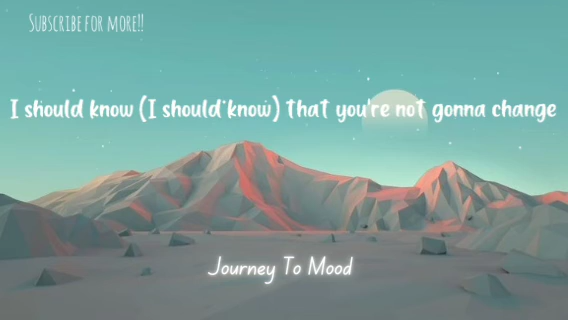 Subscribe for more!!
I should know (I should know) that you're not gonna change
Journey To Mood